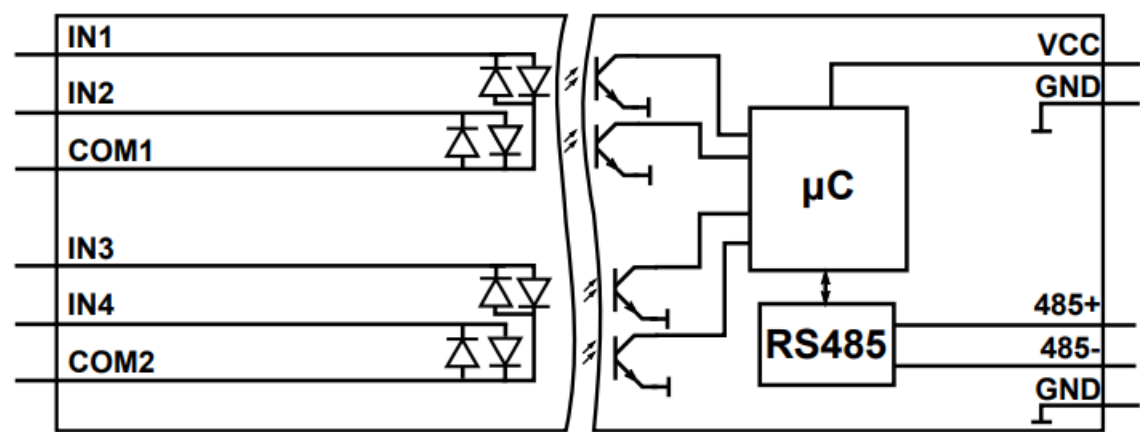 IN1
IN2
COM1
IN3
IN4
COM2
µC
RS485
VCC
GND
485+
485-
GND